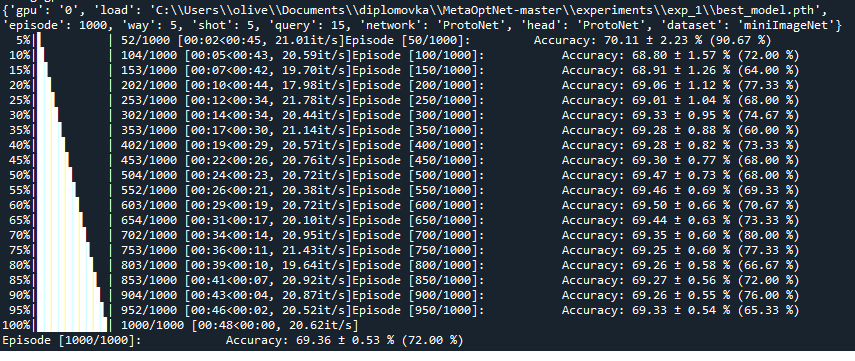 {'gpu': '0', 'load': 'C:\\Users\\olive\\Documents\\diplomovka\\MetaOptNet-master\\experiments\\exp_1\\best_model.pth',
'episode': 1000, 'way': 5, 'shot': 5, 'query': 15, 'network': 'ProtoNet', 'head': 'ProtoNet', 'dataset': 'miniImageNet'}
5%| | 52/1000 [00:02<00:45, 21.01it/s]Episode [50/1000]: Accuracy: 70.11 ± 2.23 % (90.67 %)
10%| | 104/1000 [00:05<00:43, 20.59it/s]Episode [100/1000]: Accuracy: 68.80 ± 1.57 % (72.00 %)
15%| | 153/1000 [00:07<00:42, 19.70it/s]Episode [150/1000]: Accuracy: 68.91 ± 1.26 % (64.00 %)
20%| | 202/1000 [00:10<00:44, 17.98it/s]Episode [200/1000]: Accuracy: 69.06 ± 1.12 % (77.33 %)
25%| | 253/1000 [00:12<00:34, 21.78it/s]Episode [250/1000]: Accuracy: 69.01 ± 1.04 % (68.00 %)
30%| | 302/1000 [00:14<00:34, 20.44it/s]Episode [300/1000]: Accuracy: 69.33 ± 0.95 % (74.67 %)
35%| | 353/1000 [00:17<00:30, 21.14it/s]Episode [350/1000]: Accuracy: 69.28 ± 0.88 % (60.00 %)
40%| | 402/1000 [00:19<00:29, 20.57it/s]Episode [400/1000]: Accuracy: 69.28 ± 0.82 % (73.33 %)
45%| | 453/1000 [00:22<00:26, 20.76it/s]Episode [450/1000]: Accuracy: 69.30 ± 0.77 % (68.00 %)
50%| | 504/1000 [00:24<00:23, 20.72it/s]Episode [500/1000]: Accuracy: 69.47 ± 0.73 % (68.00 %)
55%| | 552/1000 [00:26<00:21, 20.38it/s]Episode [550/1000]: Accuracy: 69.46 ± 0.69 % (69.33 %)
60%| | 603/1000 [00:29<00:19, 20.72it/s]Episode [600/1000]: Accuracy: 69.50 ± 0.66 % (70.67 %)
65%| | 652/1000 [00:31<00:17, 20.10it/s]Episode [650/1000]: Accuracy: 69.44 ± 0.63 % (73.33 %)
70%| | 702/1000 [00:34<00:14, 20.95it/s]Episode [700/1000]: Accuracy: 69.35 ± 0.60 % (80.00 %)
75%| | 753/1000 [00:36<00:11, 21.43it/s]Episode [750/1000]: Accuracy: 69.25 ± 0.60 % (77.33 %)
80%| | 803/1000 [00:39<00:10, 19.64it/s]Episode [800/1000]: Accuracy: 69.26 ± 0.58 % (66.67 %)
85%| | 853/1000 [00:41<00:07, 20.92it/s]Episode [850/1000]: Accuracy: 69.27 ± 0.56 % (72.00 %)
90%| | 904/1000 [00:43<00:04, 20.87it/s]Episode [900/1000]: Accuracy: 69.26 ± 0.55 % (76.00 %)
95%| | 952/1000 [00:46<00:02, 20.52it/s]Episode [950/1000]: Accuracy: 69.33 ± 0.54 % (65.33 %)
100%| | 1000/1000 [00:48<00:00, 20.62it/s]
Episode [1000/1000]: Accuracy: 69.36 ± 0.53 % (72.00 %)